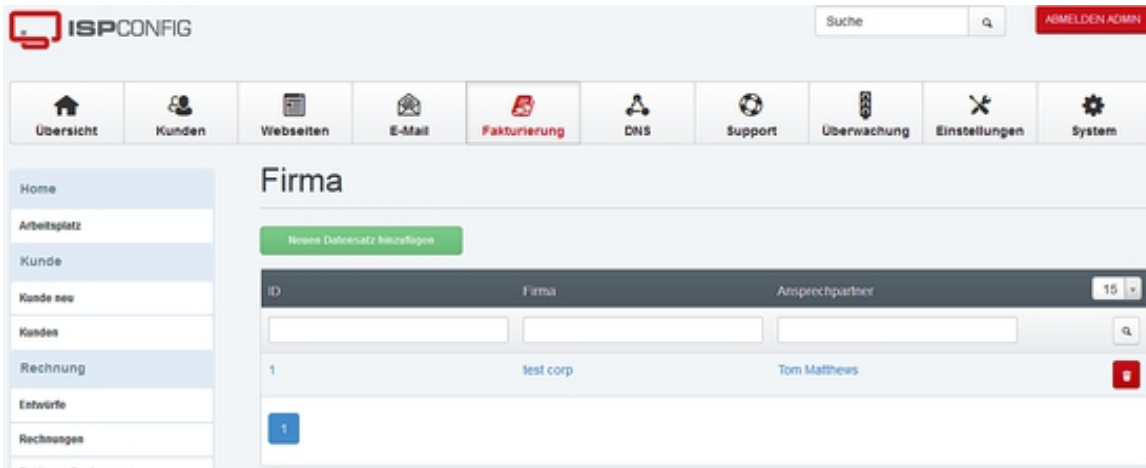 ISPCONFIG
Suche
ABMELDEN ADMIN
Übersicht Kunden Webseiten E-Mail Fakturierung DNS Support Überwachung Einstellungen System
Home
Arbeitsplatz
Kunde
Kunde neu
Kunden
Rechnung
Entwürfe
Rechnungen
Firma
Neuen Datensatz hinzufügen
ID Firma Ansprechpartner 15
1 test corp Tom Matthews
1